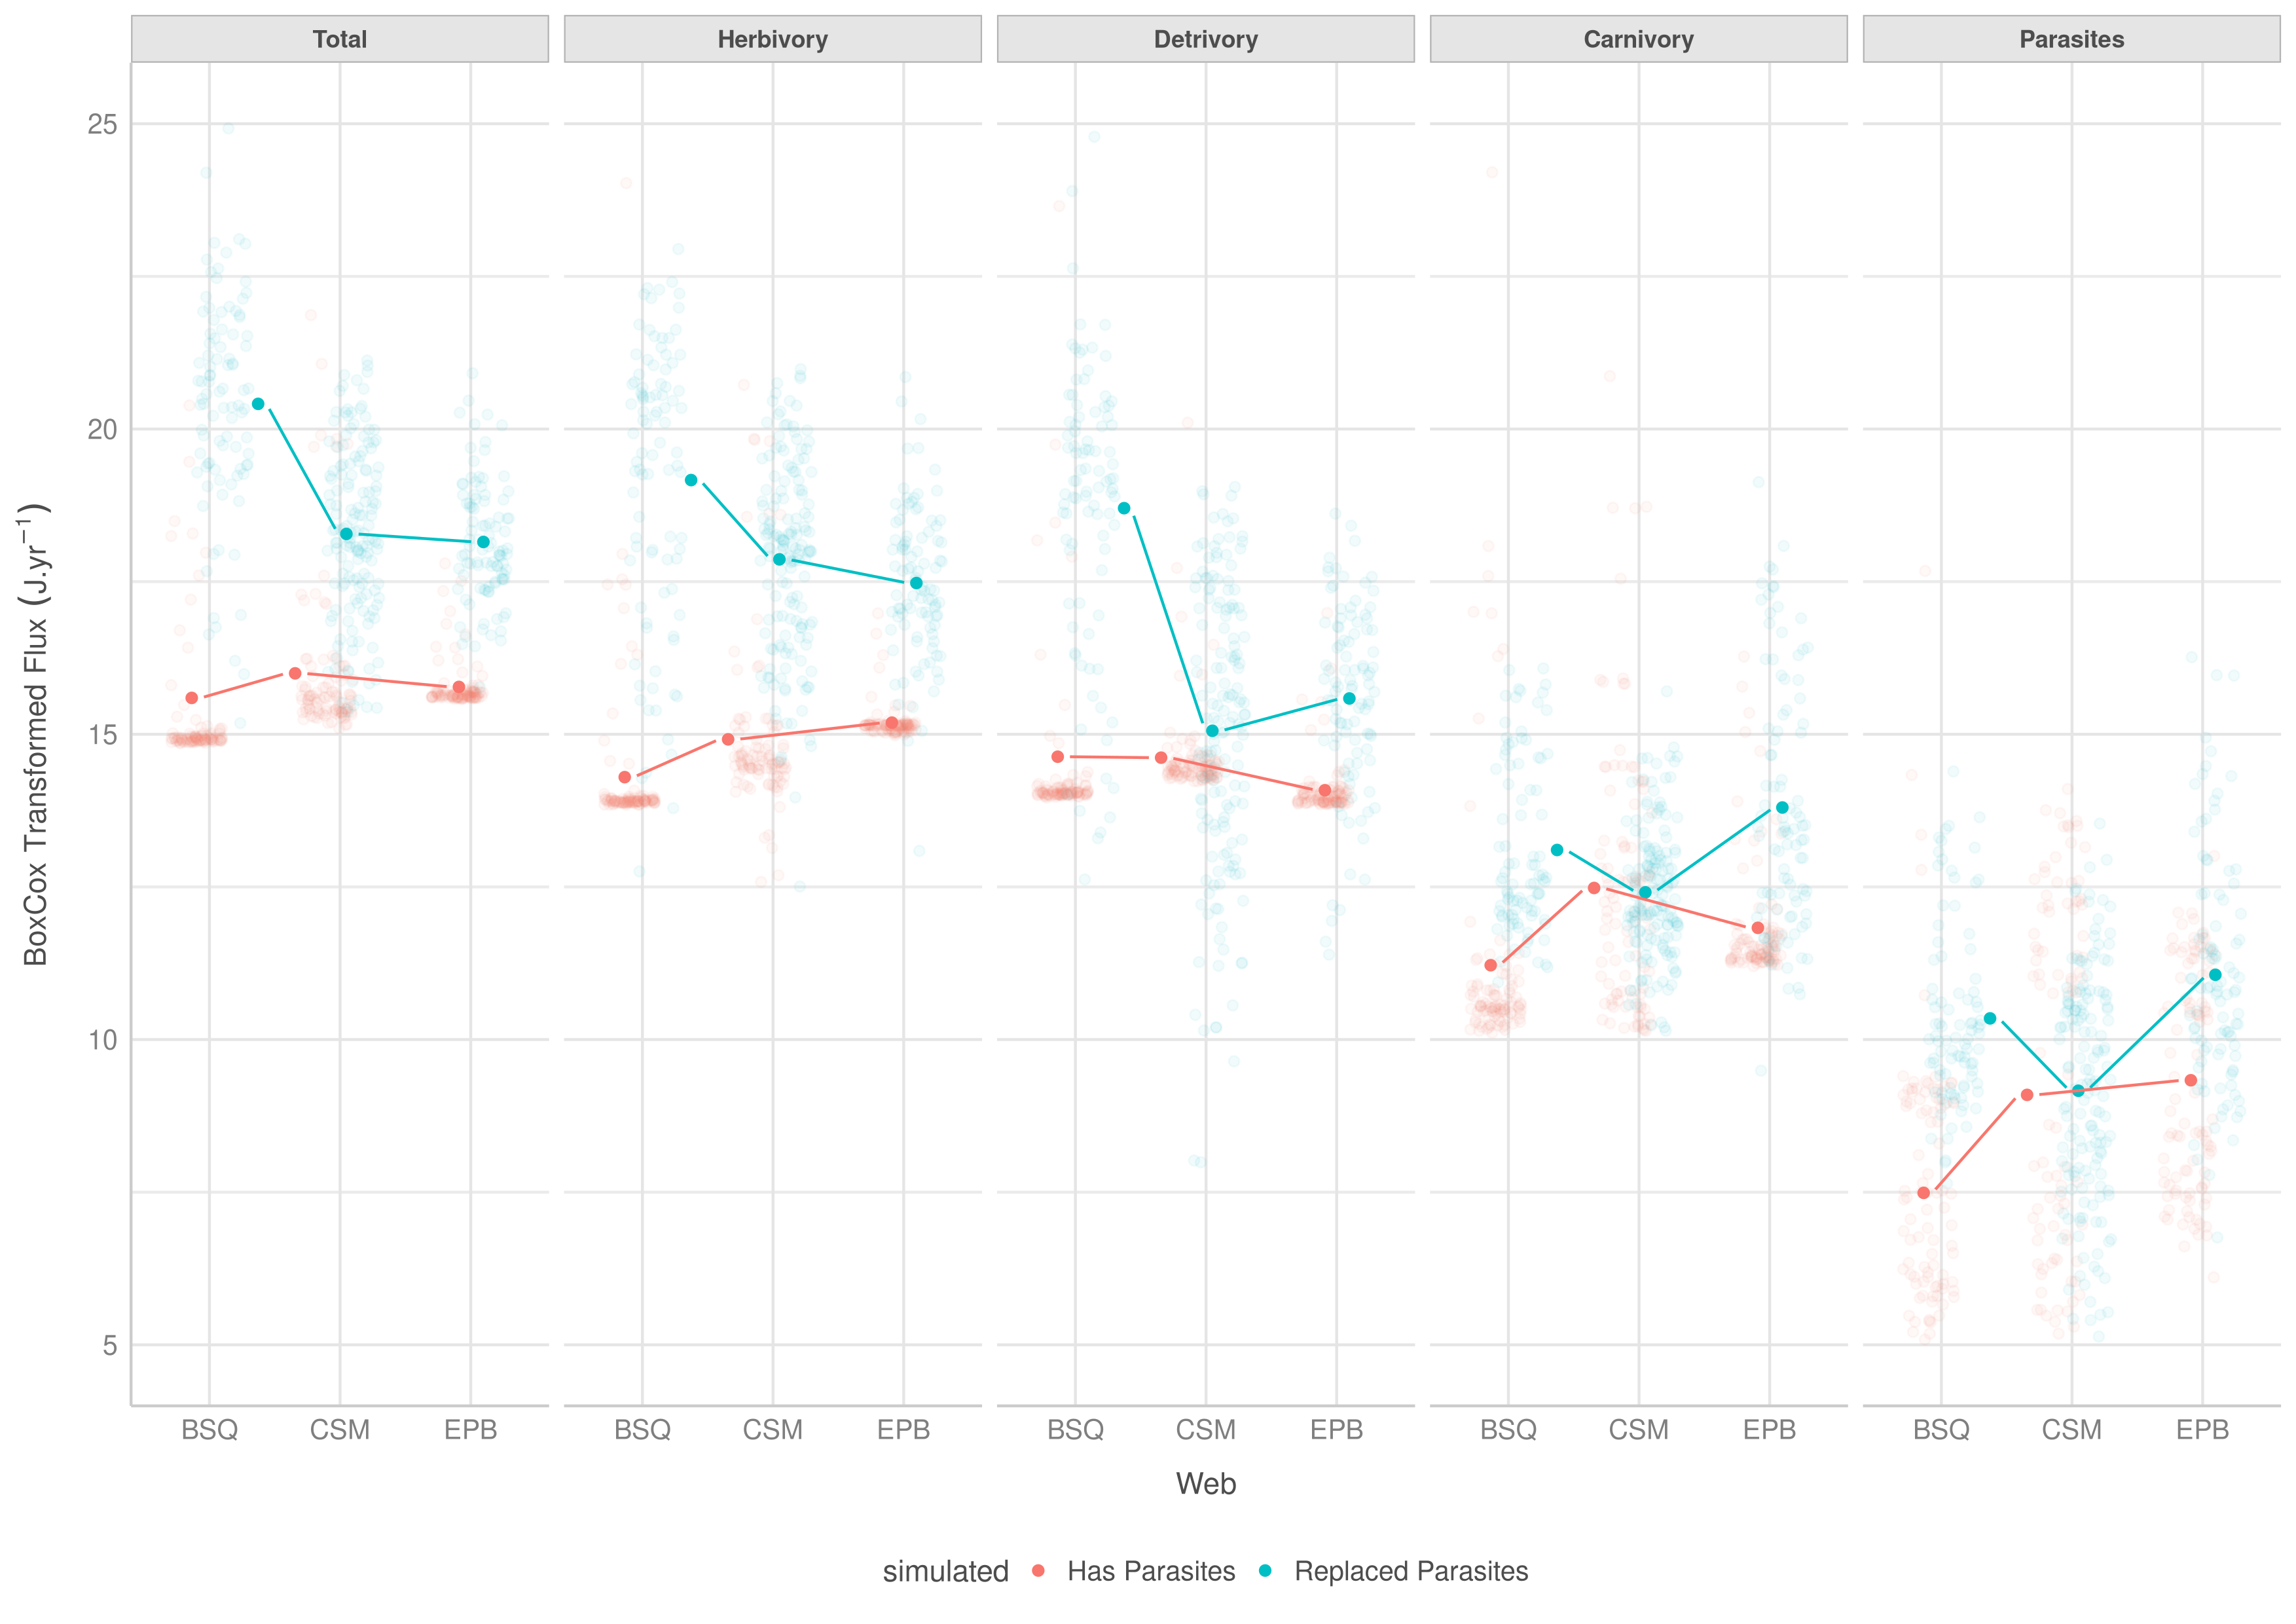 Total Herbivory Detrivory Carnivory Parasites
BoxCox Transformed Flux (J.yr⁻¹)
25
20
15
10
5
BSQ CSM EPB BSQ CSM EPB BSQ CSM EPB BSQ CSM EPB BSQ CSM EPB
Web
simulated Has Parasites Replaced Parasites